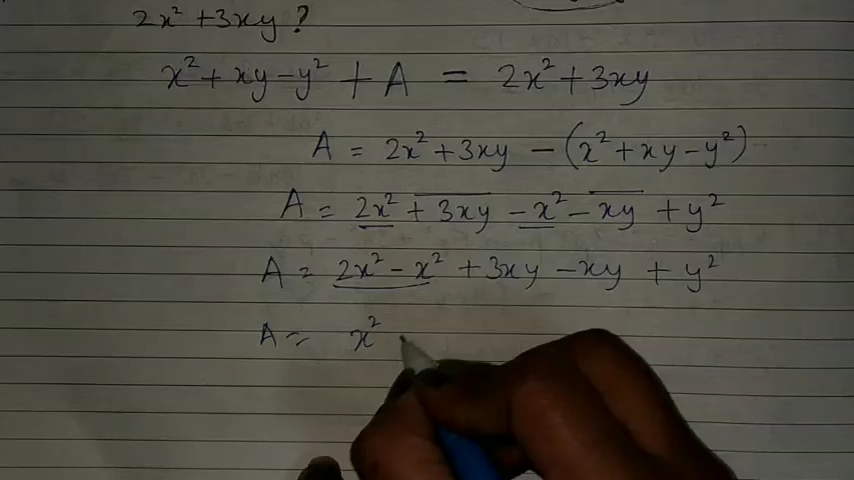 2x² + 3xy ?
x² + xy - y² + A = 2x² + 3xy
A = 2x² + 3xy - (x² + xy - y²)
A = 2x² + 3xy - x² - xy + y²
A = 2x² - x² + 3xy - xy + y²
A = x²